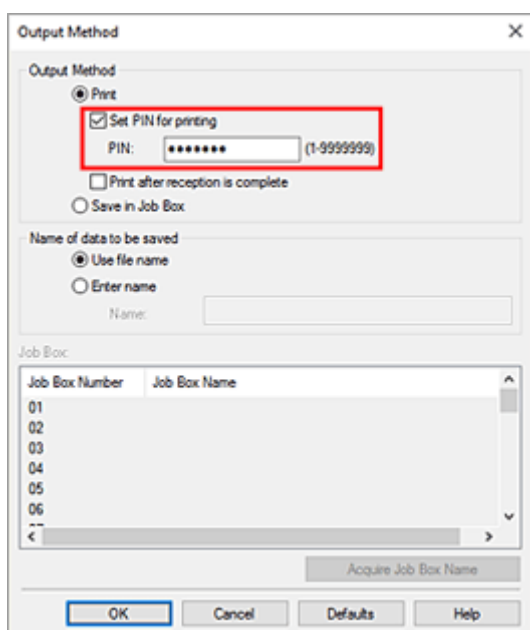 Output Method
Output Method
Print
Set PIN for printing
PIN: ●●●●●●● (1-9999999)
Print after reception is complete
Save in Job Box
Name of data to be saved
Use file name
Enter name
Name:
Job Box:
Job Box Number Job Box Name
01
02
03
04
05
06
Acquire Job Box Name
OK Cancel Defaults Help